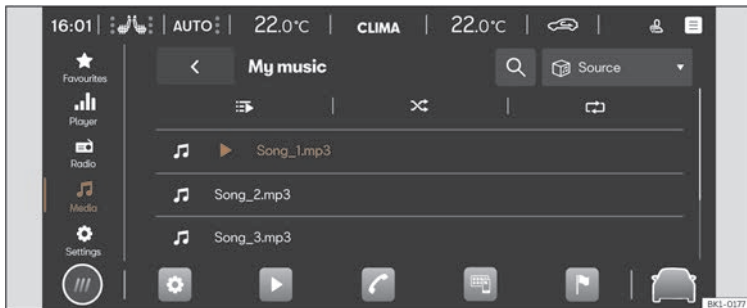 16:01 AUTO 22.0°C CLIMA 22.0°C
Favourites
My music
Source
Player
Radio
Song_1.mp3
Media
Song_2.mp3
Settings
Song_3.mp3
BK1-0177